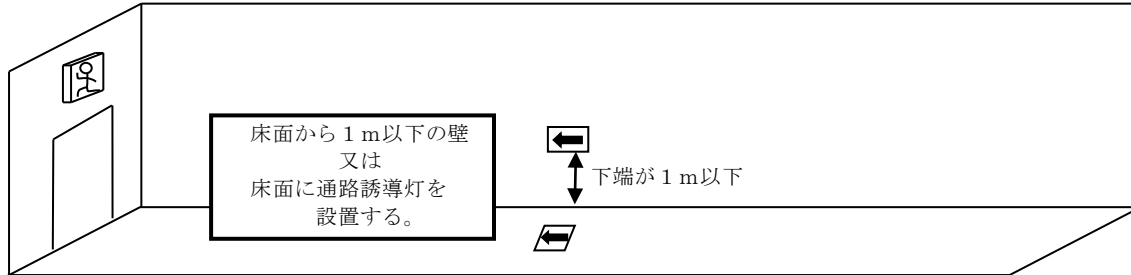 床面から１ｍ以下の壁
又は
床面に通路誘導灯を
設置する。
下端が１ｍ以下